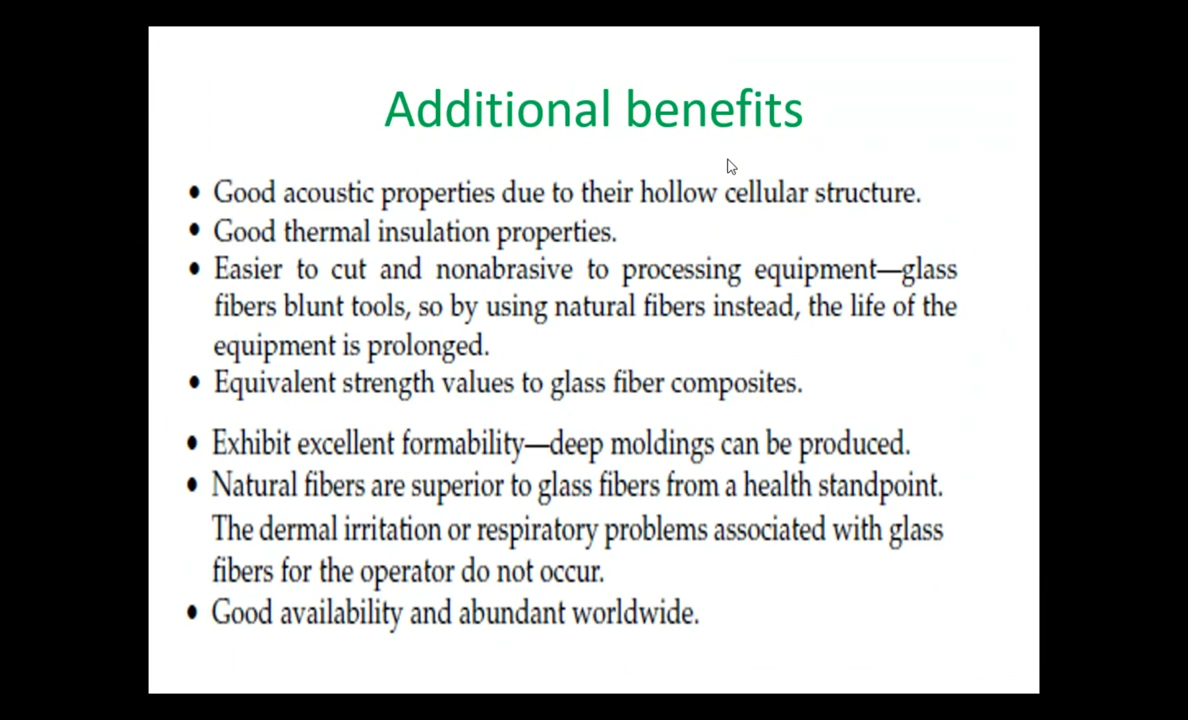 Additional benefits
• Good acoustic properties due to their hollow cellular structure.
• Good thermal insulation properties.
• Easier to cut and nonabrasive to processing equipment—glass
fibers blunt tools, so by using natural fibers instead, the life of the
equipment is prolonged.
• Equivalent strength values to glass fiber composites.
• Exhibit excellent formability—deep moldings can be produced.
• Natural fibers are superior to glass fibers from a health standpoint.
The dermal irritation or respiratory problems associated with glass
fibers for the operator do not occur.
• Good availability and abundant worldwide.